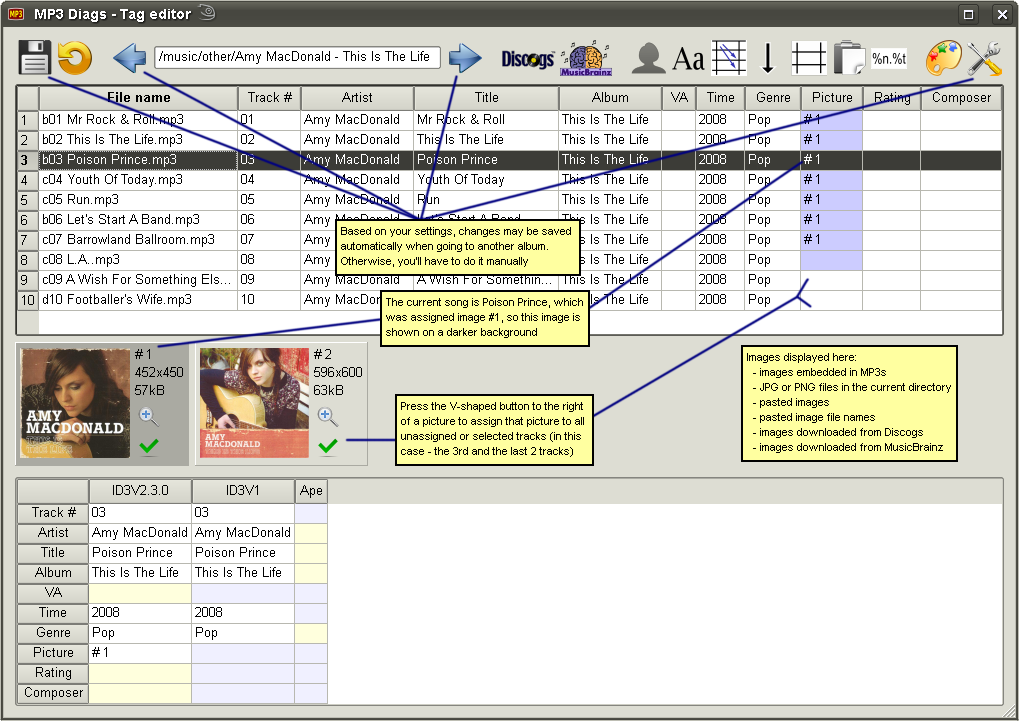 MP3 MP3 Diags - Tag editor
/music/other/Amy MacDonald - This Is The Life Discogs MusicBrainz Aa %n.%t
File name Track # Artist Title Album VA Time Genre Picture Rating Composer
1 b01 Mr Rock & Roll.mp3 01 Amy MacDonald Mr Rock & Roll This Is The Life 2008 Pop #1
2 b02 This Is The Life.mp3 02 Amy MacDonald This Is The Life This Is The Life 2008 Pop #1
3 b03 Poison Prince.mp3 03 Amy MacDonald Poison Prince This Is The Life 2008 Pop #1
4 c04 Youth Of Today.mp3 04 Amy MacDonald Youth Of Today This Is The Life 2008 Pop #1
5 c05 Run.mp3 05 Amy MacDonald Run This Is The Life 2008 Pop #1
6 b06 Let's Start A Band.mp3 06 Amy MacDonald Let's Start A Band This Is The Life 2008 Pop #1
7 c07 Barrowland Ballroom.mp3 07 Amy This Is The Life 2008 Pop #1
8 c08 L.A..mp3 08 Amy This Is The Life 2008 Pop
9 c09 A Wish For Something Els... 09 Amy MacDonald A Wish For Somethin... This Is The Life 2008 Pop
10 d10 Footballer's Wife.mp3 10 Amy This Is The Life 2008 Pop
Based on your settings, changes may be saved
automatically when going to another album.
Otherwise, you'll have to do it manually
The current song is Poison Prince, which
was assigned image #1, so this image is
shown on a darker background
AMY
MACDONALD
THIS IS
THE LIFE
#1
452x450
57kB
AMY
MACDONALD
THIS IS THE LIFE
#2
596x600
63kB
Press the V-shaped button to the right
of a picture to assign that picture to all
unassigned or selected tracks (in this
case - the 3rd and the last 2 tracks)
Images displayed here:
- images embedded in MP3s
- JPG or PNG files in the current directory
- pasted images
- pasted image file names
- images downloaded from Discogs
- images downloaded from MusicBrainz
ID3V2.3.0 ID3V1 Ape
Track # 03 03
Artist Amy MacDonald Amy MacDonald
Title Poison Prince Poison Prince
Album This Is The Life This Is The Life
VA
Time 2008 2008
Genre Pop Pop
Picture #1
Rating
Composer